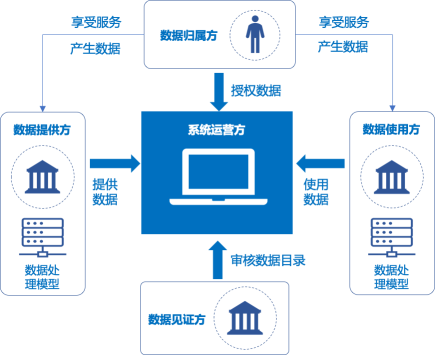 享受服务
产生数据
数据归属方
享受服务
产生数据
授权数据
数据提供方
系统运营方
数据使用方
提供
数据
使用
数据
数据处
理模型
数据处
理模型
审核数据目录
数据见证方